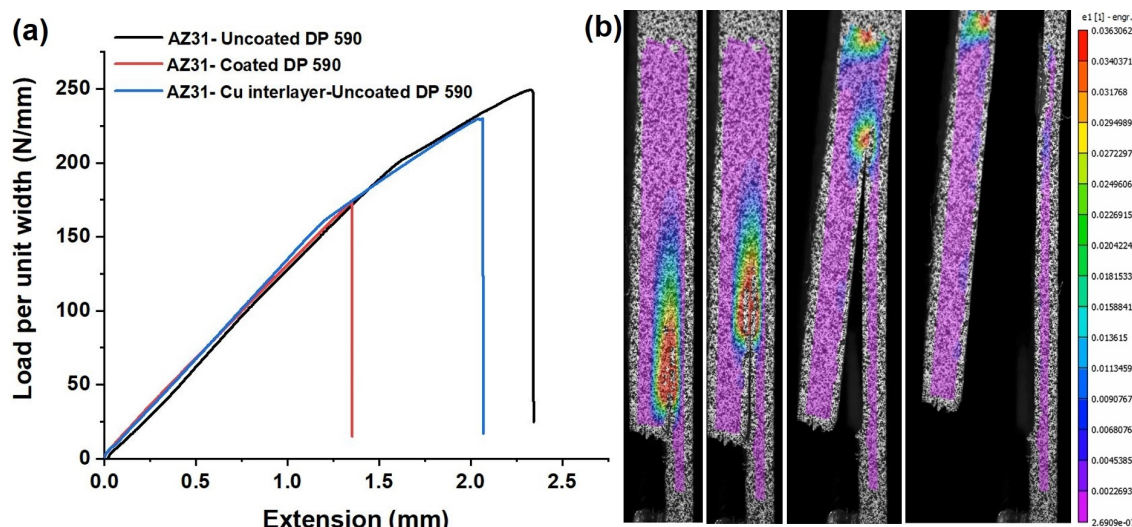 (a)
AZ31- Uncoated DP 590
AZ31- Coated DP 590
AZ31- Cu interlayer-Uncoated DP 590
Load per unit width (N/mm)
250
200
150
100
50
0
0.0 0.5 1.0 1.5 2.0 2.5
Extension (mm)
(b)
e1 [1] - engr.
0.0363062
0.0340371
0.031768
0.0294989
0.0272297
0.0249606
0.0226915
0.0204224
0.0181533
0.0158841
0.013615
0.0113459
0.0090767
0.0068076
0.0045385
0.0022693
2.6909e-07